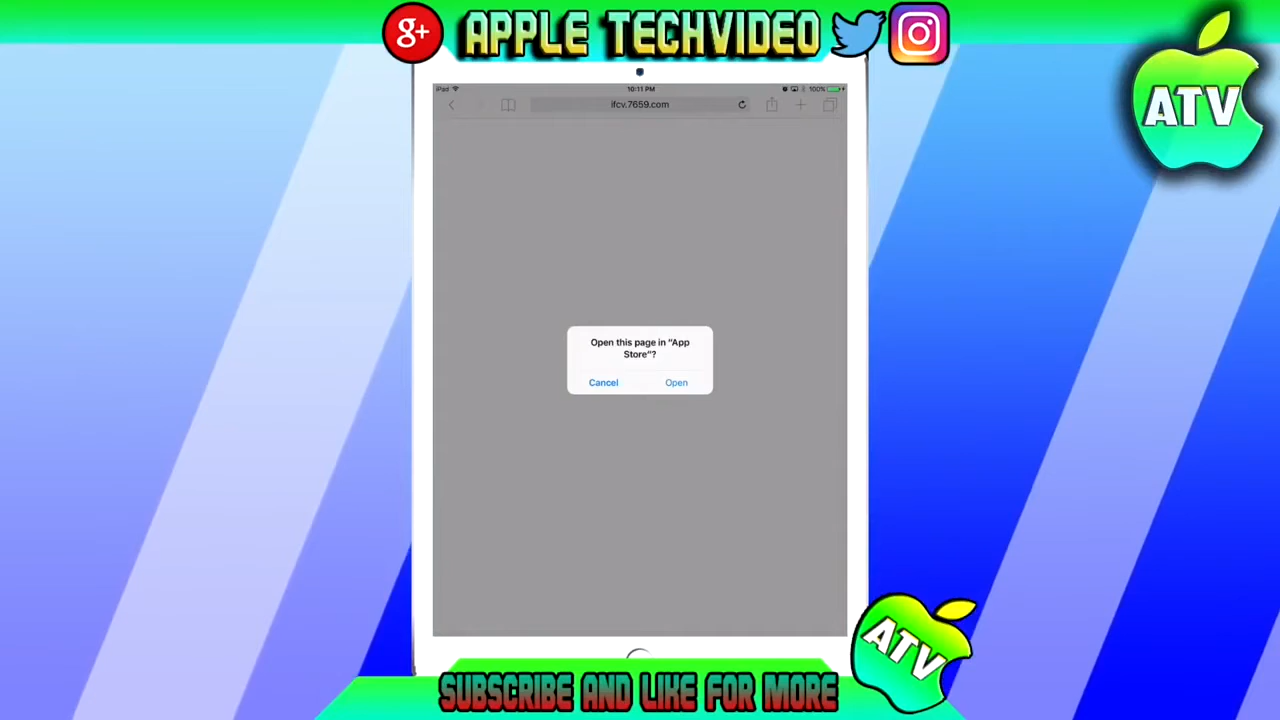 g+
APPLE TECHVIDEO
ATV
iPad
10:11 PM
100%
ifcv.7659.com
Open this page in “App
Store”?
Cancel
Open
ATV
SUBSCRIBE AND LIKE FOR MORE